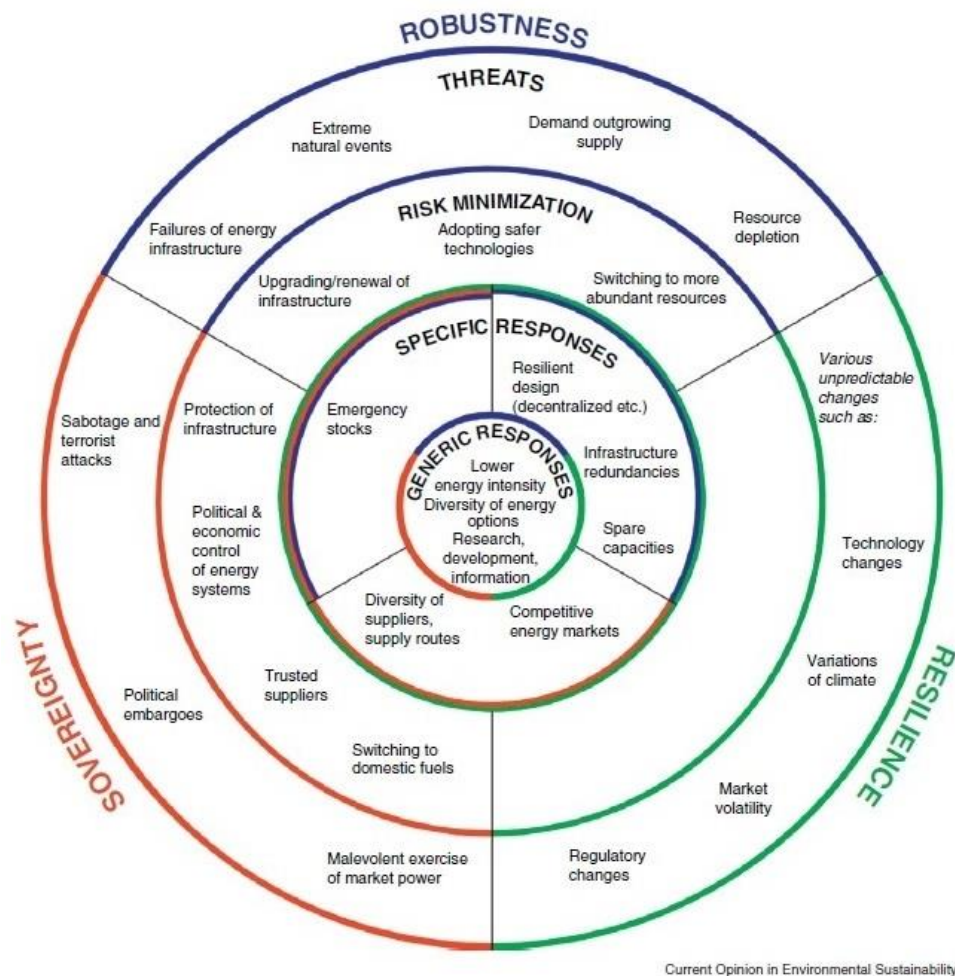 ROBUSTNESS
THREATS
Extreme
natural events
Demand outgrowing
supply
Failures of energy
infrastructure
Resource
depletion
RISK MINIMIZATION
Adopting safer
technologies
Upgrading/renewal of
infrastructure
Switching to more
abundant resources
SPECIFIC RESPONSES
Resilient
design
(decentralized etc.)
Emergency
stocks
Infrastructure
redundancies
Spare
capacities
GENERIC RESPONSES
Lower
energy intensity
Diversity of energy
options
Research,
development,
information
Diversity of
suppliers,
supply routes
Competitive
energy markets
Various
unpredictable
changes
such as:
Technology
changes
Variations
of climate
Market
volatility
Regulatory
changes
RESILIENCE
Sabotage and
terrorist
attacks
Protection of
infrastructure
Political &
economic
control
of energy
systems
Trusted
suppliers
Political
embargoes
Switching to
domestic fuels
Malevolent exercise
of market power
SOVEREIGNTY
Current Opinion in Environmental Sustainability